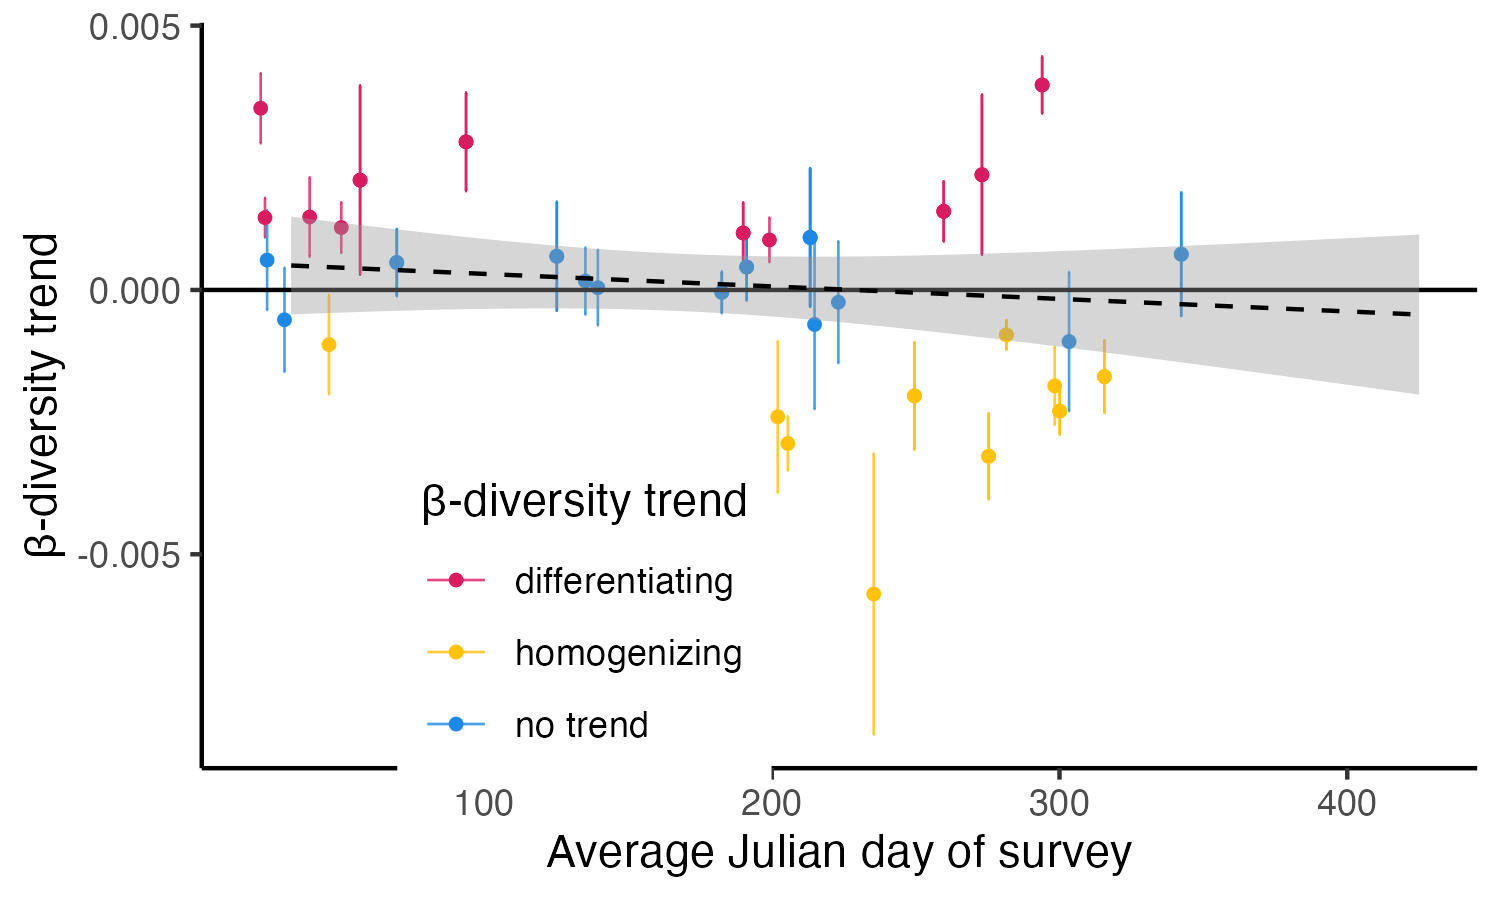 0.005
0.000
-0.005
β-diversity trend
β-diversity trend
differentiating
homogenizing
no trend
100 200 300 400
Average Julian day of survey